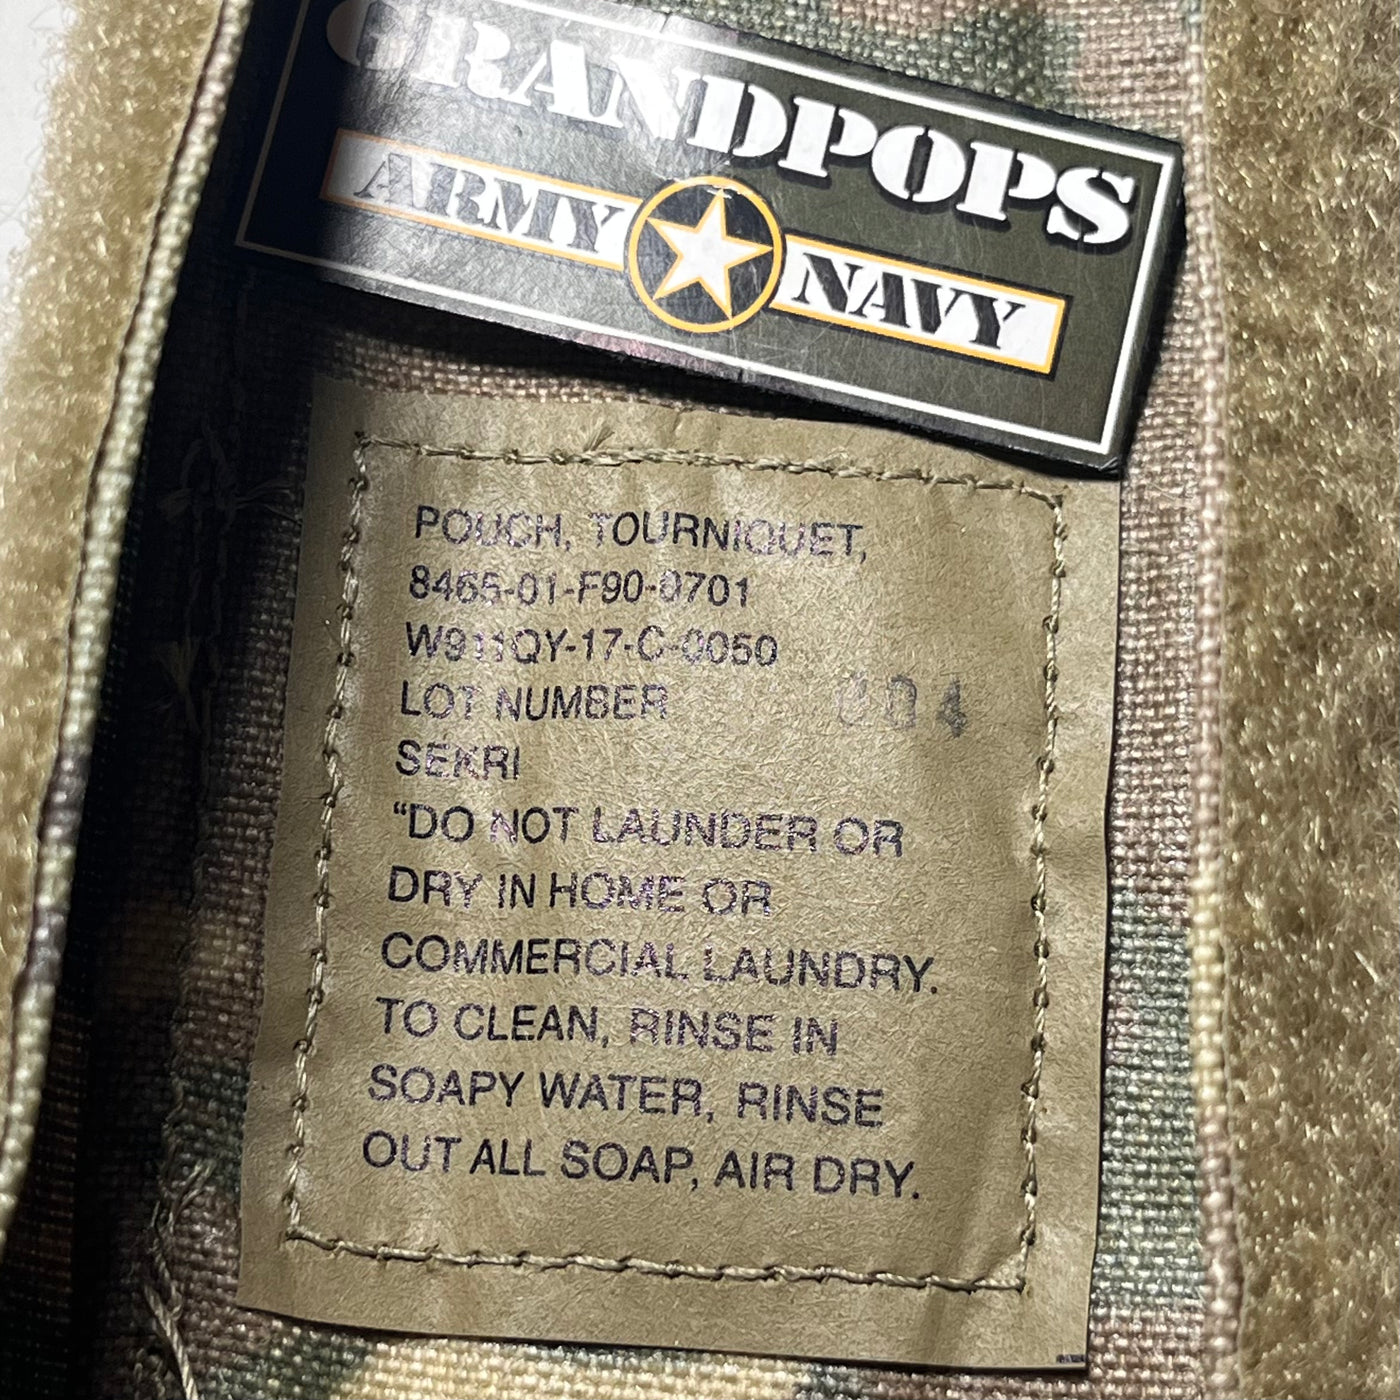 GRANDPOPS
ARMY NAVY
POUCH, TOURNIQUET,
8465-01-F90-0701
W911QY-17-C-0050
LOT NUMBER 004
SEKRI
“DO NOT LAUNDER OR
DRY IN HOME OR
COMMERCIAL LAUNDRY.
TO CLEAN, RINSE IN
SOAPY WATER, RINSE
OUT ALL SOAP, AIR DRY.